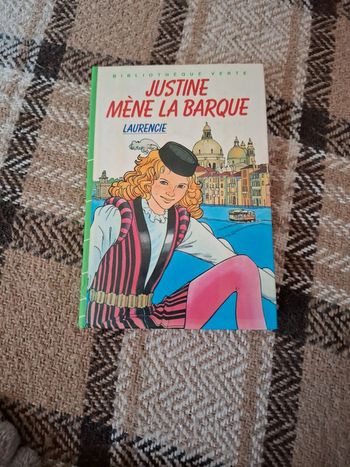 BIBLIOTHÈQUE VERTE
JUSTINE
MÈNE LA BARQUE
LAURENCIE